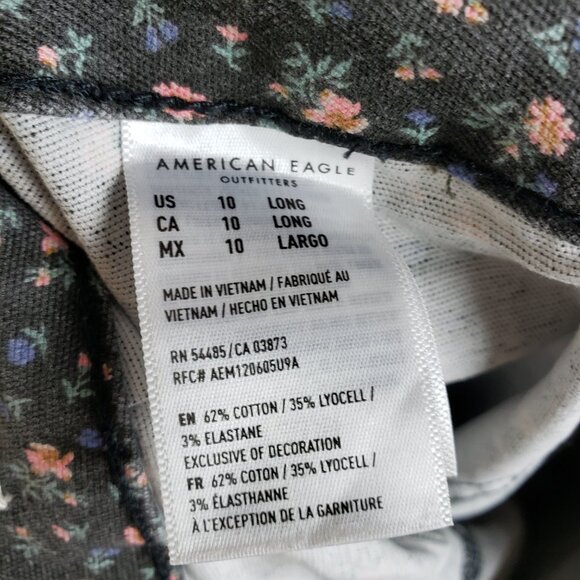 AMERICAN EAGLE
OUTFITTERS
US 10 LONG
CA 10 LONG
MX 10 LARGO
MADE IN VIETNAM / FABRIQUÉ AU
VIETNAM / HECHO EN VIETNAM
RN 54485/CA 03873
RFC# AEM120605U9A
EN 62% COTTON / 35% LYOCELL /
3% ELASTANE
EXCLUSIVE OF DECORATION
FR 62% COTON / 35% LYOCELL /
3% ÉLASTHANNE
À L'EXCEPTION DE LA GARNITURE